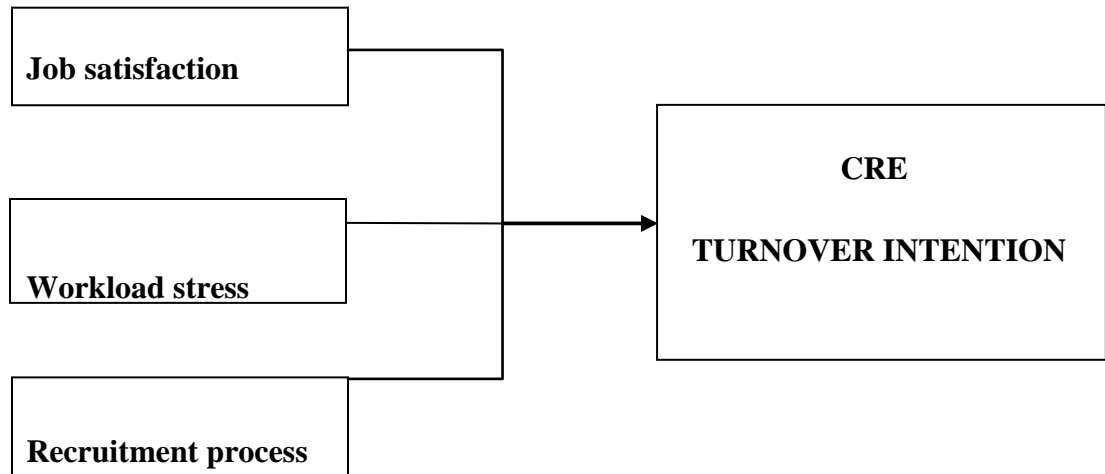 Job satisfaction
Workload stress
Recruitment process
CRE
TURNOVER INTENTION